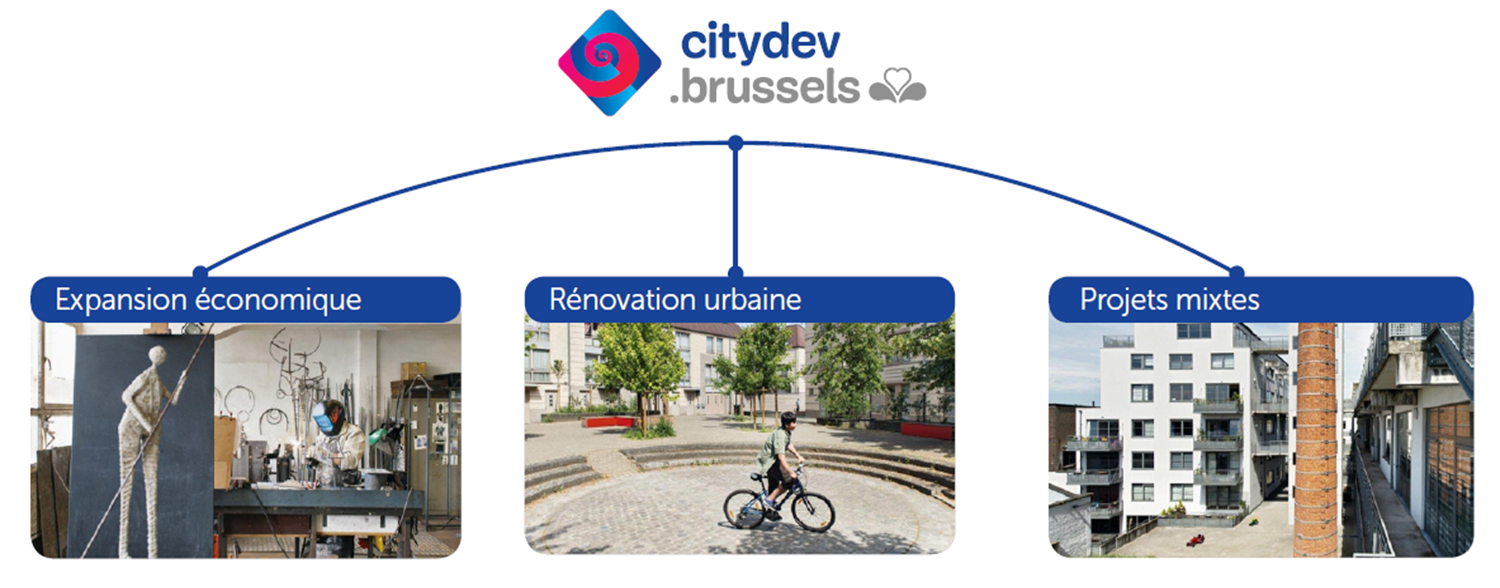 citydev
.brussels
Expansion économique
Rénovation urbaine
Projets mixtes